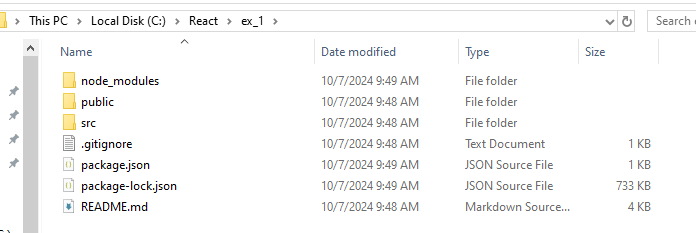 This PC > Local Disk (C:) > React > ex_1 Search
Name Date modified Type Size
node_modules 10/7/2024 9:49 AM File folder
public 10/7/2024 9:48 AM File folder
src 10/7/2024 9:48 AM File folder
.gitignore 10/7/2024 9:48 AM Text Document 1 KB
package.json 10/7/2024 9:49 AM JSON Source File 1 KB
package-lock.json 10/7/2024 9:49 AM JSON Source File 733 KB
README.md 10/7/2024 9:48 AM Markdown Source... 4 KB